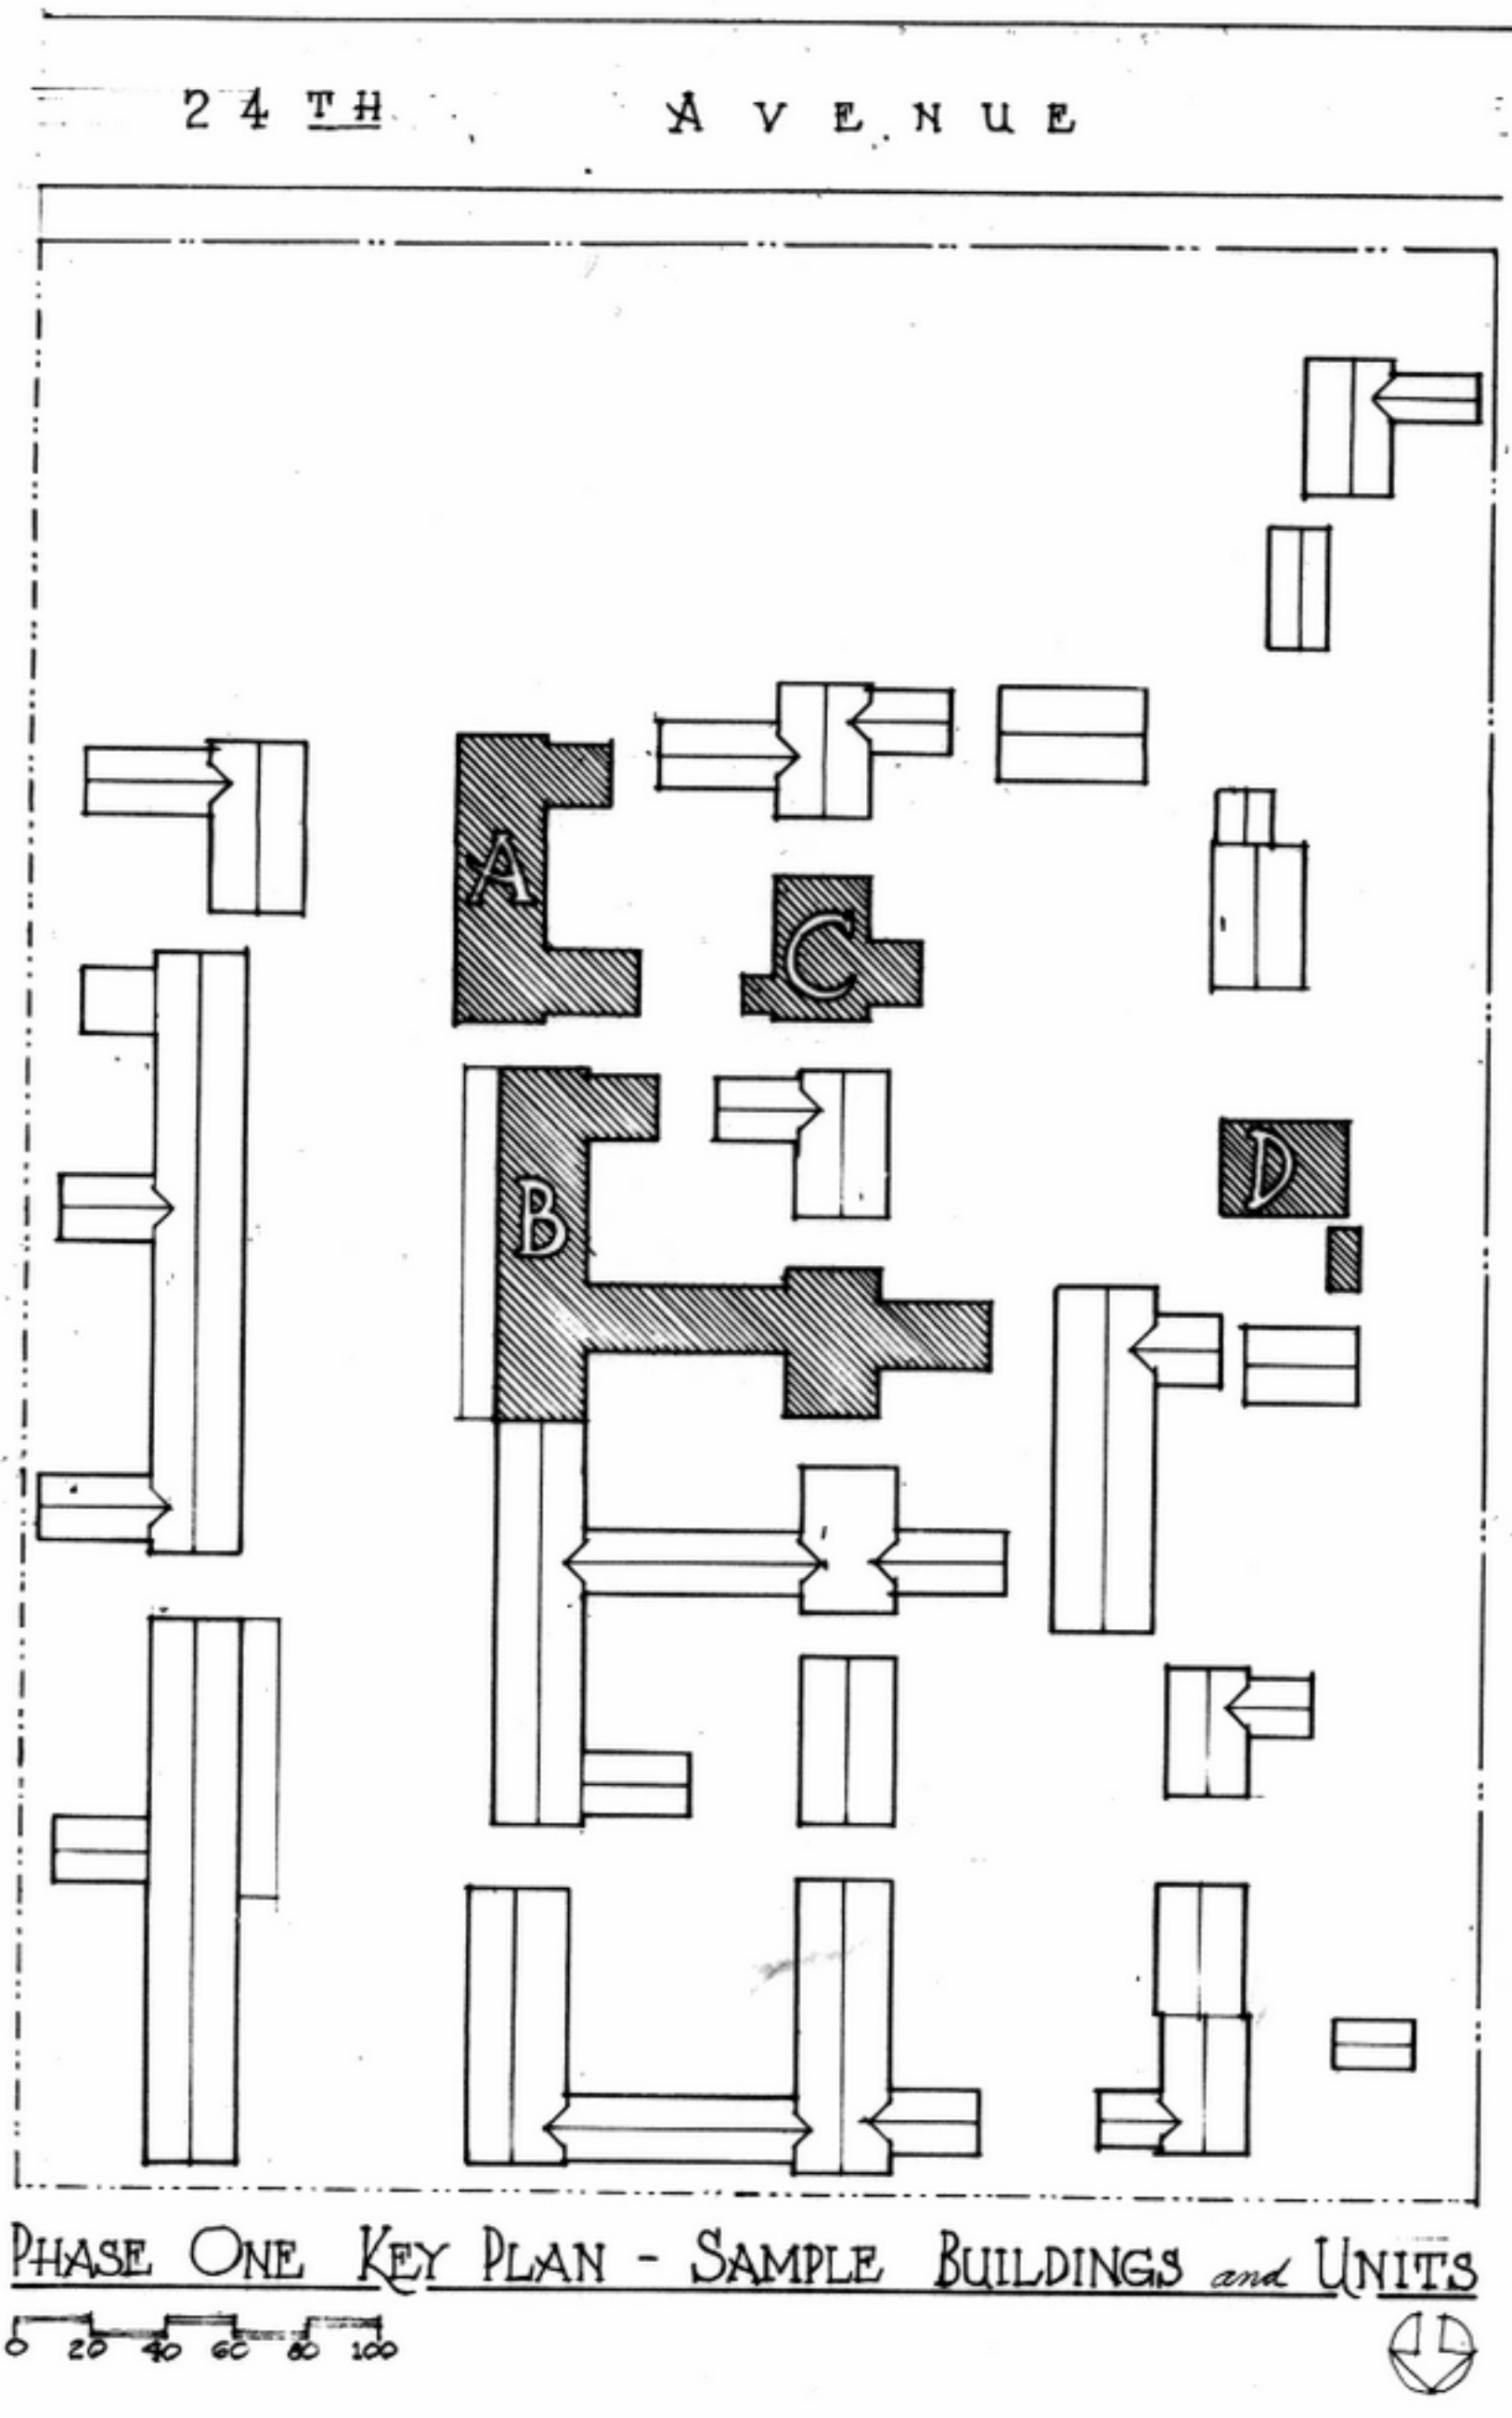 24TH AVENUE
A
C
B
D
PHASE ONE KEY PLAN - SAMPLE BUILDINGS and UNITS
0 20 40 60 80 100